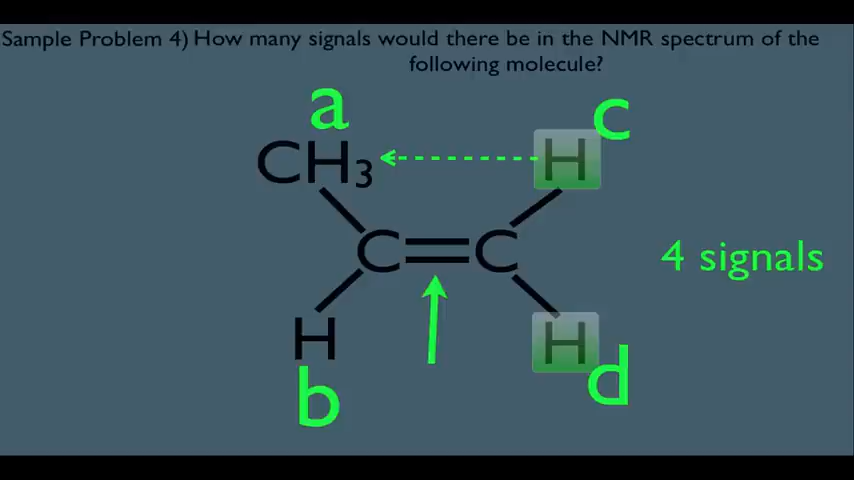 Sample Problem 4) How many signals would there be in the NMR spectrum of the
following molecule?
a
c
CH₃
H
C
C
4 signals
H
H
b
d